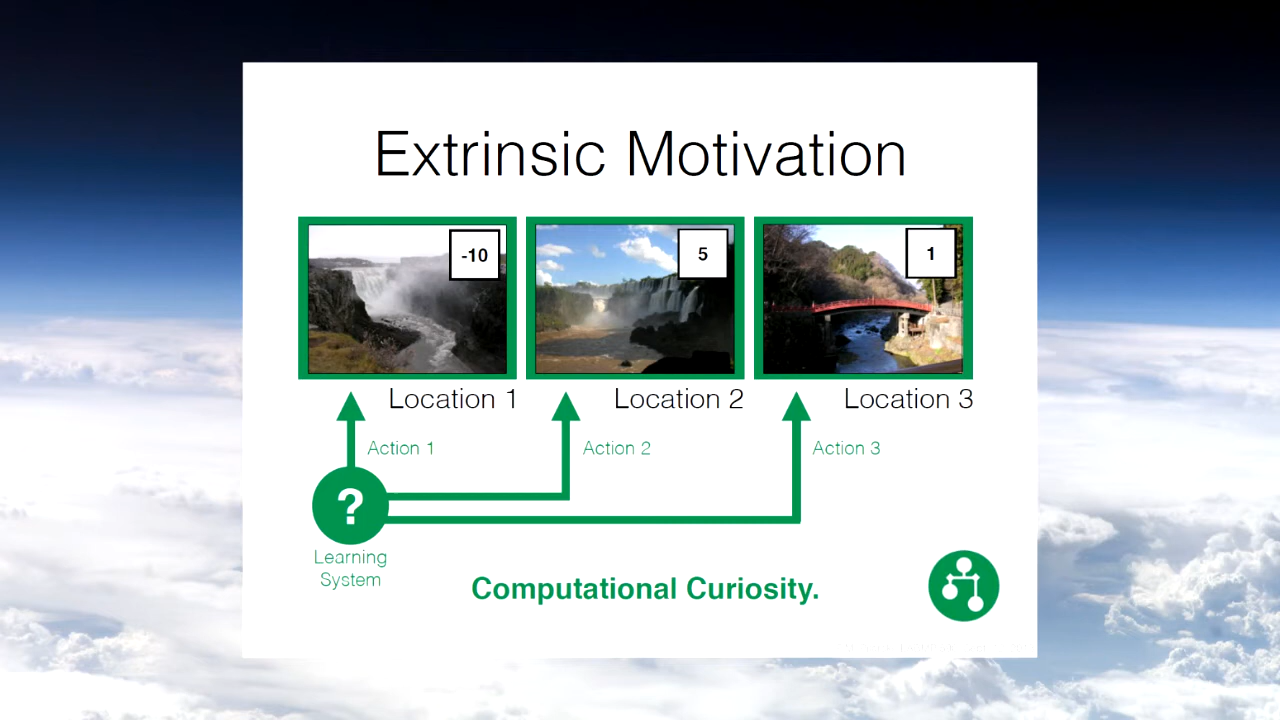 Extrinsic Motivation
-10
5
1
Location 1
Location 2
Location 3
Action 1
Action 2
Action 3
?
Learning
System
Computational Curiosity.